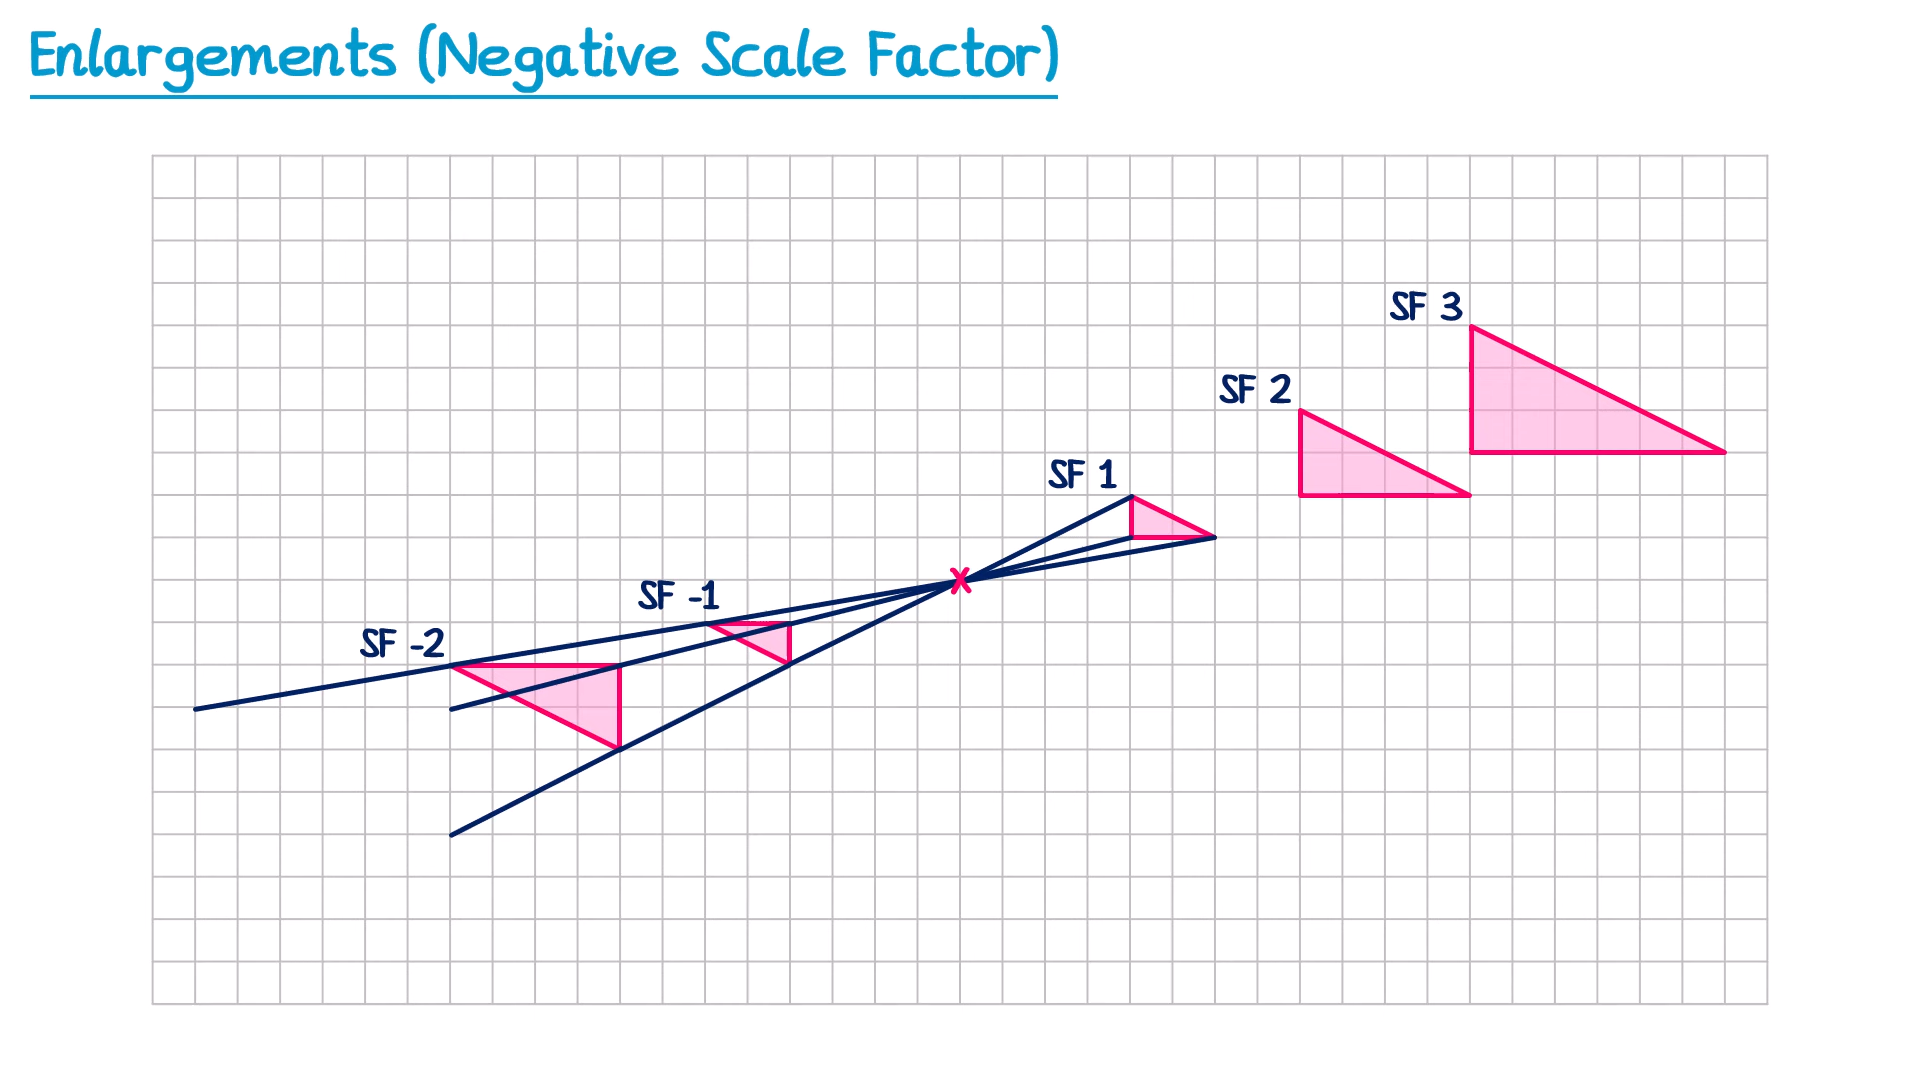 Enlargements (Negative Scale Factor)
SF 3
SF 2
SF 1
SF -1
SF -2